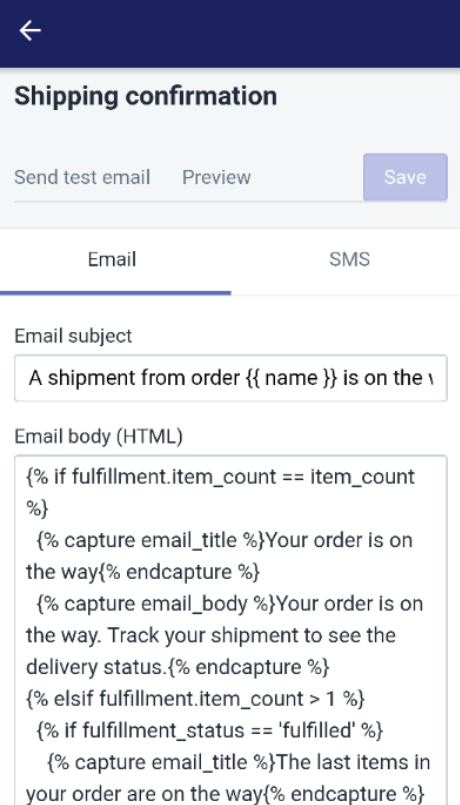 Shipping confirmation
Send test email Preview Save
Email SMS
Email subject
A shipment from order {{ name }} is on the
Email body (HTML)
{% if fulfillment.item_count == item_count
%}
{% capture email_title %}Your order is on
the way{% endcapture %}
{% capture email_body %}Your order is on
the way. Track your shipment to see the
delivery status.{% endcapture %}
{% elsif fulfillment.item_count > 1 %}
{% if fulfillment_status == 'fulfilled' %}
{% capture email_title %}The last items in
your order are on the way{% endcapture %}